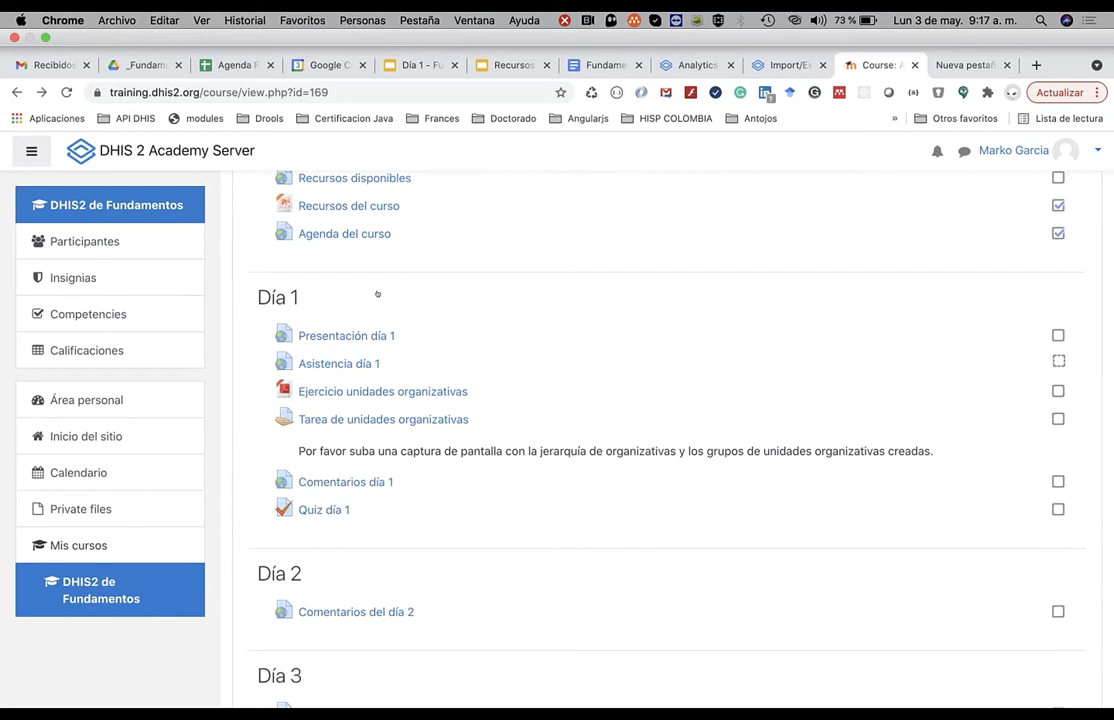 Chrome Archivo Editar Ver Historial Favoritos Personas Pestaña Ventana Ayuda 73 % Lun 3 de may. 9:17 a. m.
Recibidos _Fundam Agenda F Google C Día 1 - Fu Recursos Fundame Analytics Import/Ex Course: A Nueva pestañ
training.dhis2.org/course/view.php?id=169 Actualizar
Aplicaciones API DHIS modules Drools Certificacion Java Frances Doctorado Angularjs HISP COLOMBIA Antojos » Otros favoritos Lista de lectura
DHIS 2 Academy Server Marko Garcia
DHIS2 de Fundamentos
Participantes
Insignias
Competencies
Calificaciones
Área personal
Inicio del sitio
Calendario
Private files
Mis cursos
DHIS2 de
Fundamentos
Recursos disponibles
Recursos del curso
Agenda del curso
Día 1
Presentación día 1
Asistencia día 1
Ejercicio unidades organizativas
Tarea de unidades organizativas
Por favor suba una captura de pantalla con la jerarquía de organizativas y los grupos de unidades organizativas creadas.
Comentarios día 1
Quiz día 1
Día 2
Comentarios del día 2
Día 3